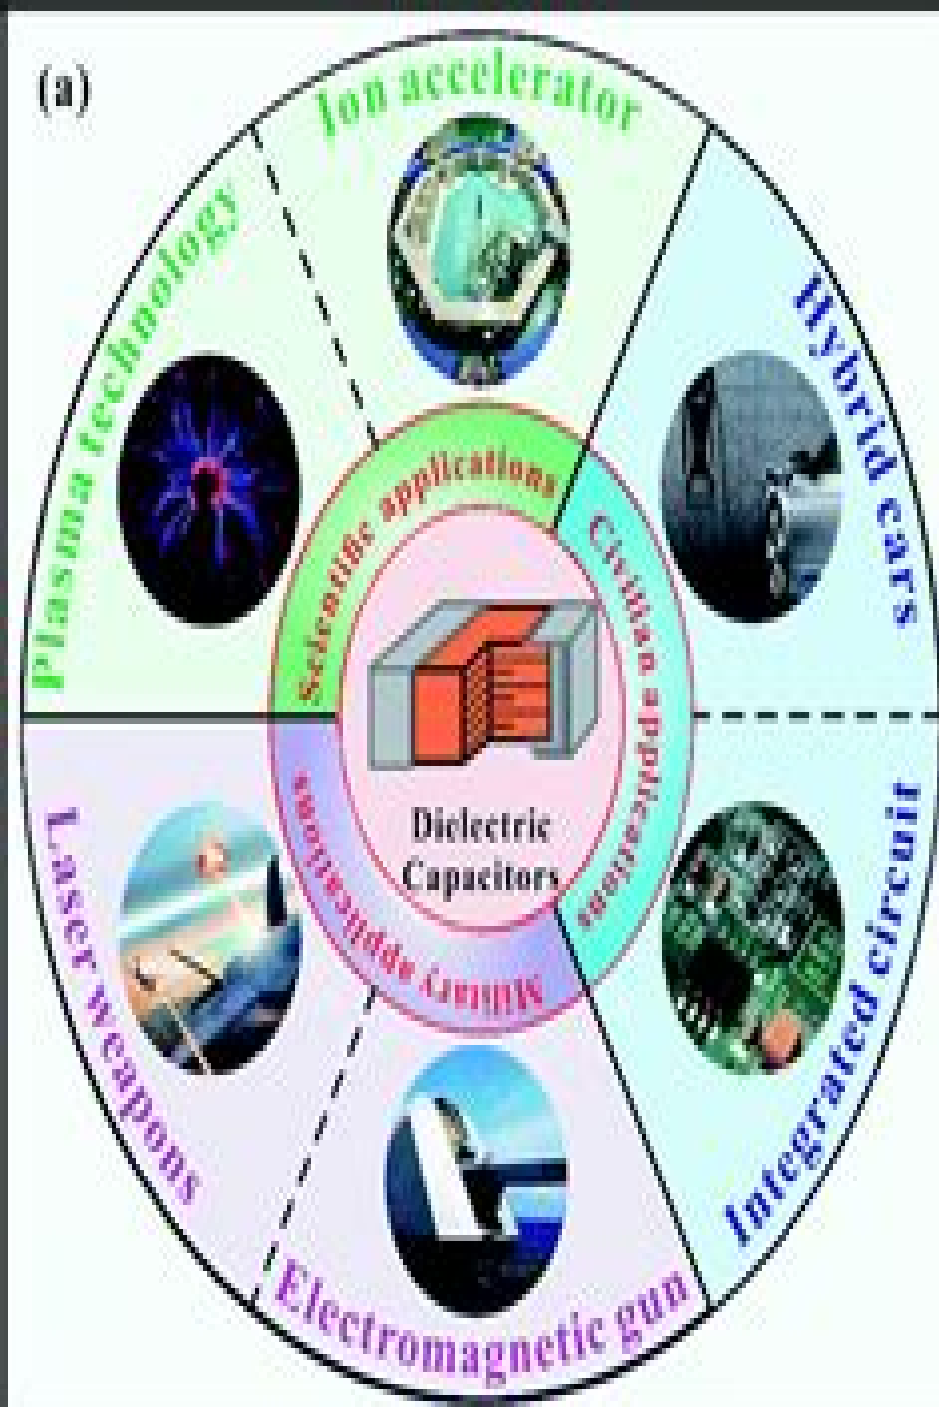 (a)
Ion accelerator
Plasma technology
Hybrid cars
Scientific applications
Civilian applications
Dielectric
Capacitors
Military applications
Laser weapons
Integrated circuit
Electromagnetic gun